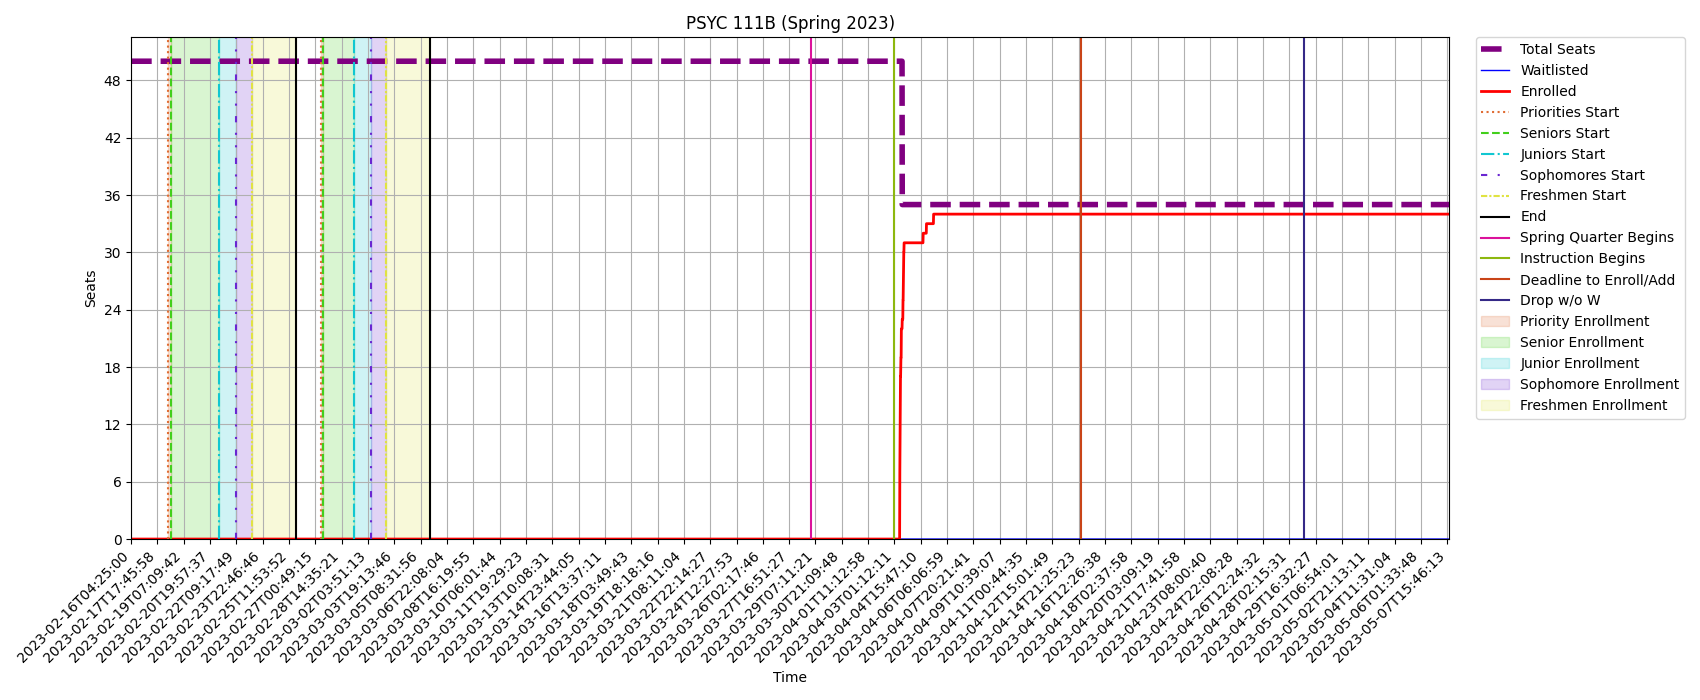 PSYC 111B (Spring 2023)
Seats
48
42
36
30
24
18
12
6
0
2023-02-16T04:25:00
2023-02-17T17:45:58
2023-02-19T07:09:42
2023-02-20T19:57:37
2023-02-22T09:17:49
2023-02-23T22:46:46
2023-02-25T11:53:52
2023-02-27T00:49:15
2023-02-28T14:35:21
2023-03-02T03:51:13
2023-03-03T19:13:46
2023-03-05T08:31:56
2023-03-06T22:08:04
2023-03-08T16:19:55
2023-03-10T06:01:44
2023-03-11T19:29:23
2023-03-13T10:08:31
2023-03-14T23:44:05
2023-03-16T13:37:11
2023-03-18T03:49:43
2023-03-19T18:18:16
2023-03-21T08:11:04
2023-03-22T22:14:27
2023-03-24T12:27:53
2023-03-26T02:17:46
2023-03-27T16:51:27
2023-03-29T07:11:21
2023-03-30T21:09:48
2023-04-01T11:12:58
2023-04-03T01:12:11
2023-04-04T15:47:10
2023-04-06T06:06:59
2023-04-07T20:21:41
2023-04-09T10:39:07
2023-04-11T00:44:35
2023-04-12T15:01:49
2023-04-14T21:25:23
2023-04-16T12:26:38
2023-04-18T02:37:58
2023-04-20T03:09:19
2023-04-21T17:41:58
2023-04-23T08:00:40
2023-04-24T22:08:28
2023-04-26T12:24:32
2023-04-28T02:15:31
2023-04-29T16:32:27
2023-05-01T06:54:01
2023-05-02T21:13:11
2023-05-04T11:31:04
2023-05-06T01:33:48
2023-05-07T15:46:13
Time
Total Seats
Waitlisted
Enrolled
Priorities Start
Seniors Start
Juniors Start
Sophomores Start
Freshmen Start
End
Spring Quarter Begins
Instruction Begins
Deadline to Enroll/Add
Drop w/o W
Priority Enrollment
Senior Enrollment
Junior Enrollment
Sophomore Enrollment
Freshmen Enrollment